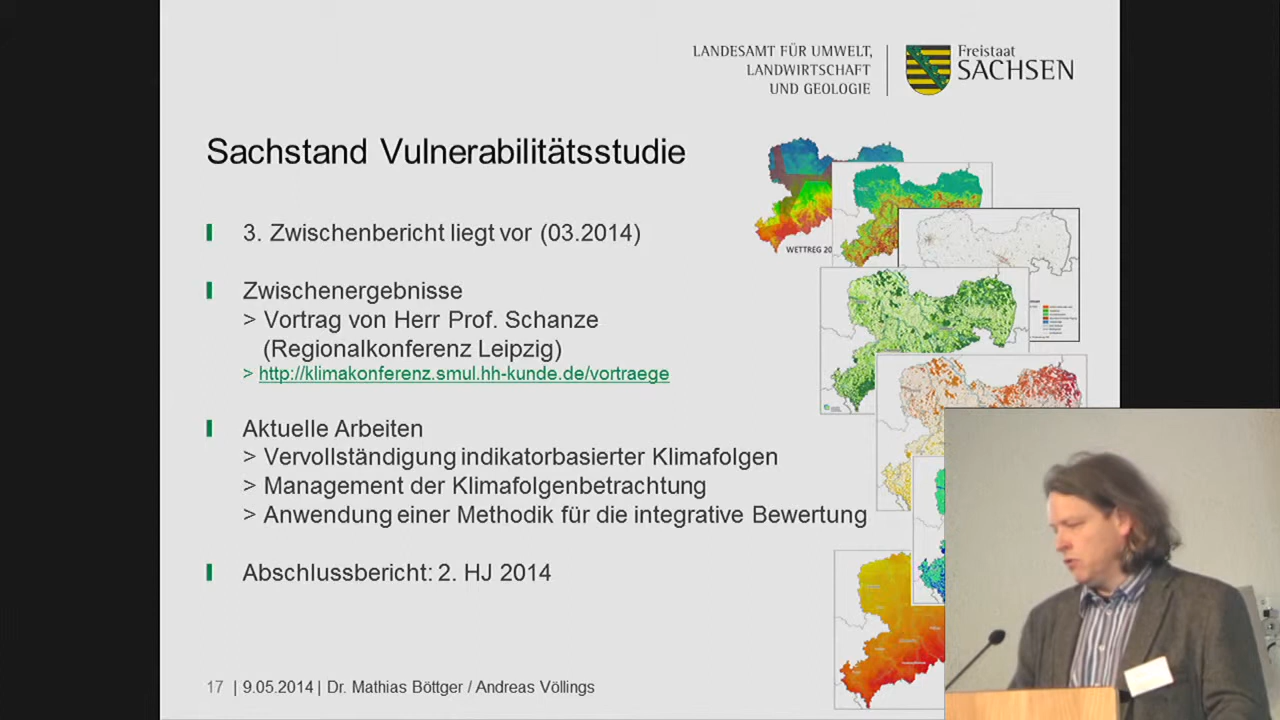 LANDESAMT FÜR UMWELT,
LANDWIRTSCHAFT
UND GEOLOGIE
Freistaat
SACHSEN
Sachstand Vulnerabilitätsstudie
3. Zwischenbericht liegt vor (03.2014)
Zwischenergebnisse
> Vortrag von Herr Prof. Schanze
(Regionalkonferenz Leipzig)
> http://klimakonferenz.smul.hh-kunde.de/vortraege
Aktuelle Arbeiten
> Vervollständigung indikatorbasierter Klimafolgen
> Management der Klimafolgenbetrachtung
> Anwendung einer Methodik für die integrative Bewertung
Abschlussbericht: 2. HJ 2014
WETTREG 20
17 | 9.05.2014 | Dr. Mathias Böttger / Andreas Völlings